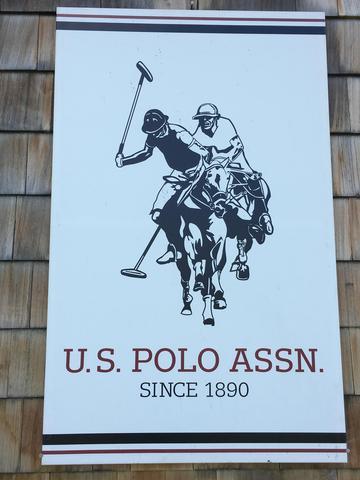 U.S. POLO ASSN.
SINCE 1890